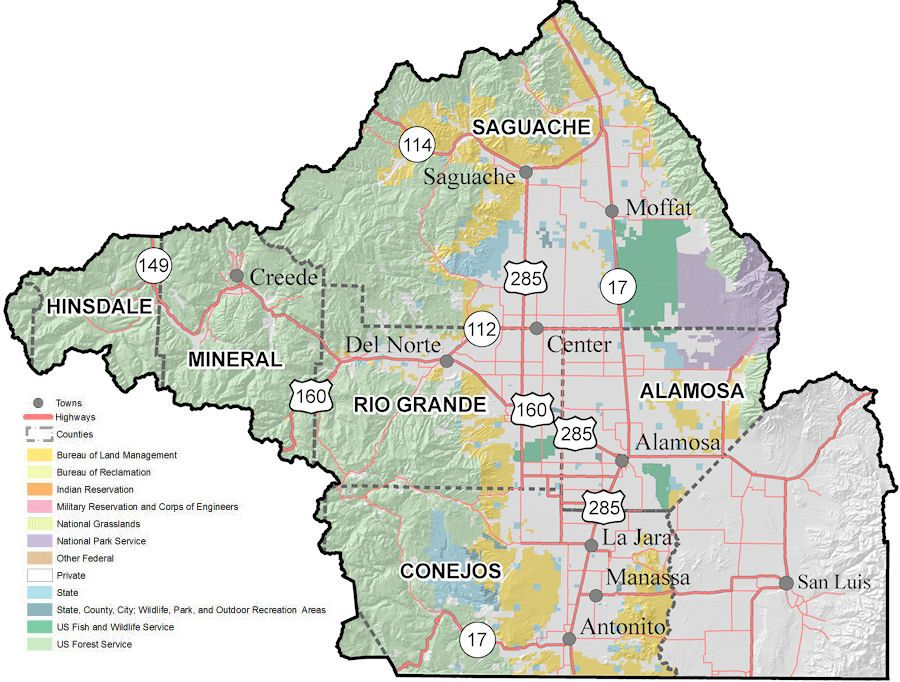 SAGUACHE
114
Saguache
Moffat
149
Creede
285
17
HINSDALE
112
Center
Del Norte
MINERAL
160
RIO GRANDE
160
ALAMOSA
285
Alamosa
Towns
Highways
Counties
Bureau of Land Management
Bureau of Reclamation
Indian Reservation
Military Reservation and Corps of Engineers
National Grasslands
National Park Service
Other Federal
Private
State
State, County, City; Wildlife, Park, and Outdoor Recreation Areas
US Fish and Wildlife Service
US Forest Service
285
La Jara
CONEJOS
Manassa
San Luis
17
Antonito